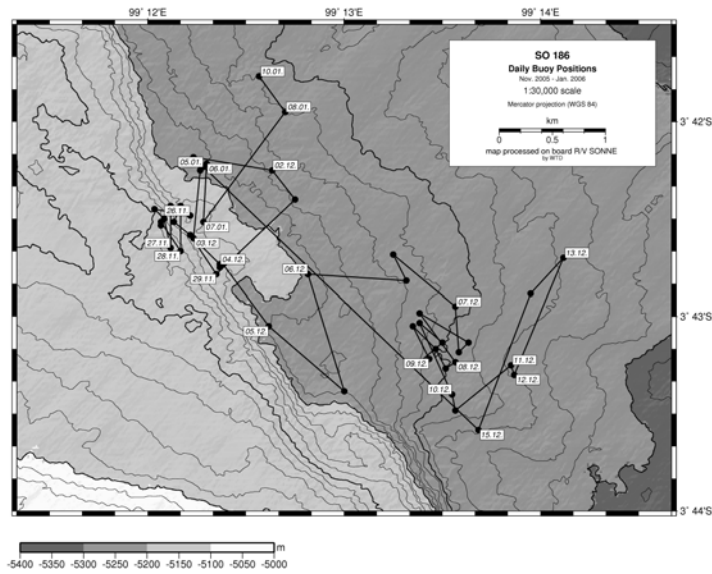 99° 12'E
99° 13'E
99° 14'E
SO 186
Daily Buoy Positions
Nov. 2005 - Jan. 2006
1:30,000 scale
Mercator projection (WGS 84)
km
0 0.5 1
map processed on board R/V SONNE
by WTD
10.01.
08.01.
3° 42'S
05.01.
06.01.
02.12.
26.11.
07.01.
27.11.
03.12.
28.11.
04.12.
29.11.
06.12.
13.12.
07.12
3° 43'S
05.12
09.12.
08.12.
11.12.
12.12.
10.12.
15.12.
3° 44'S
m
-5400 -5300 -5200 -5150 -5100 -5050 -5000